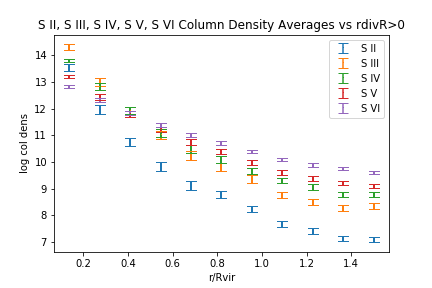 S II, S III, S IV, S V, S VI Column Density Averages vs rdivR>0
14
13
12
11
10
9
8
7
log col dens
S II
S III
S IV
S V
S VI
0.2 0.4 0.6 0.8 1.0 1.2 1.4
r/Rvir